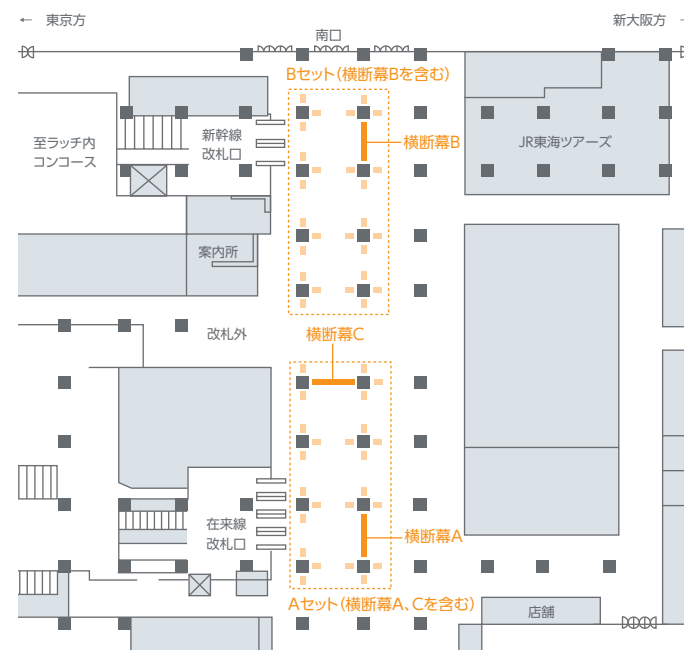 ← 東京方
新大阪方 →
南口
Bセット(横断幕Bを含む)
至ラッチ内
コンコース
新幹線
改札口
横断幕B
JR東海ツアーズ
案内所
改札外
横断幕C
在来線
改札口
横断幕A
Aセット(横断幕A、Cを含む)
店舗